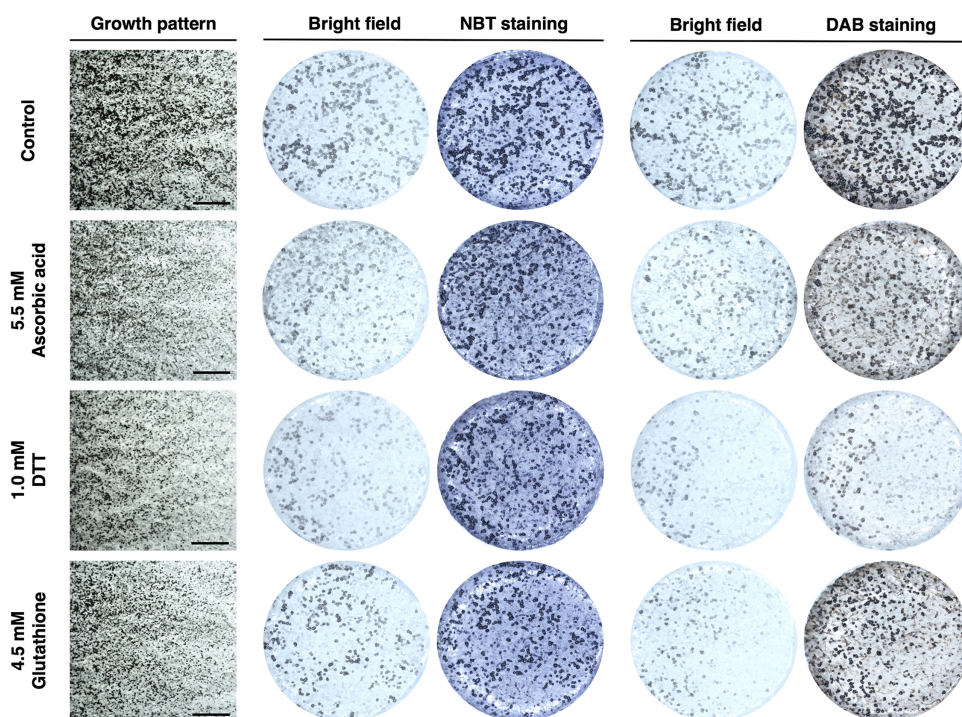 Growth pattern
Bright field
NBT staining
Bright field
DAB staining
Control
5.5 mM
Ascorbic acid
1.0 mM
DTT
4.5 mM
Glutathione